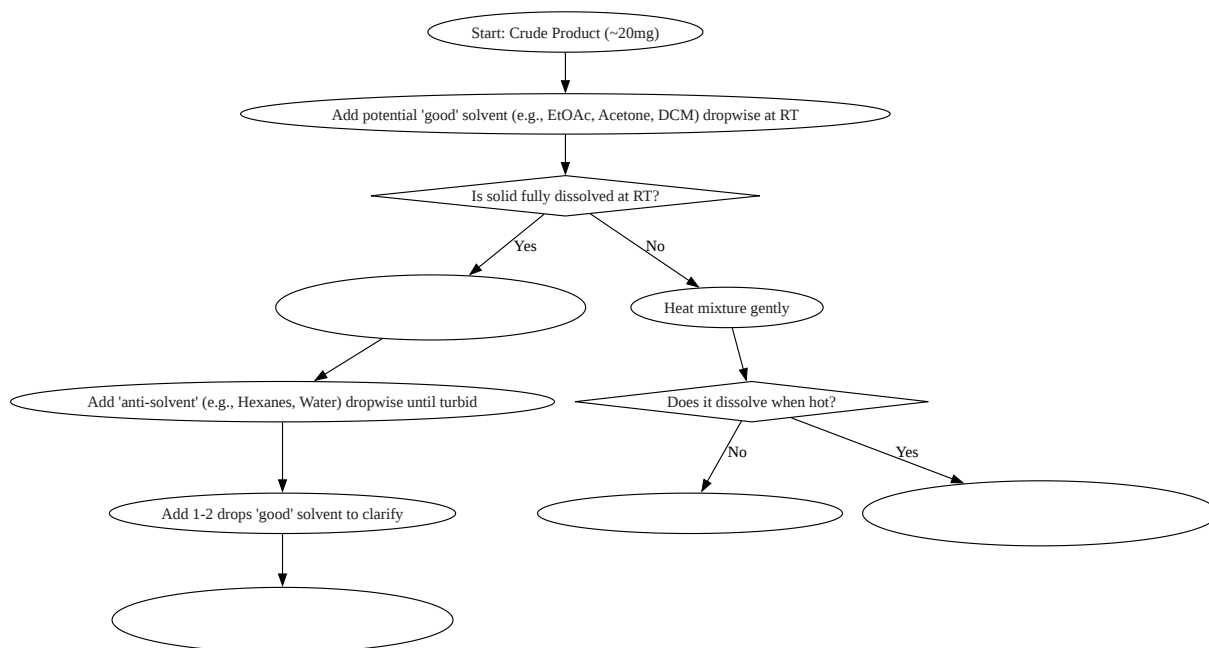 Start: Crude Product (~20mg)
Add potential 'good' solvent (e.g., EtOAc, Acetone, DCM) dropwise at RT
Is solid fully dissolved at RT?
Yes
No
Heat mixture gently
Add 'anti-solvent' (e.g., Hexanes, Water) dropwise until turbid
Does it dissolve when hot?
No
Yes
Add 1-2 drops 'good' solvent to clarify